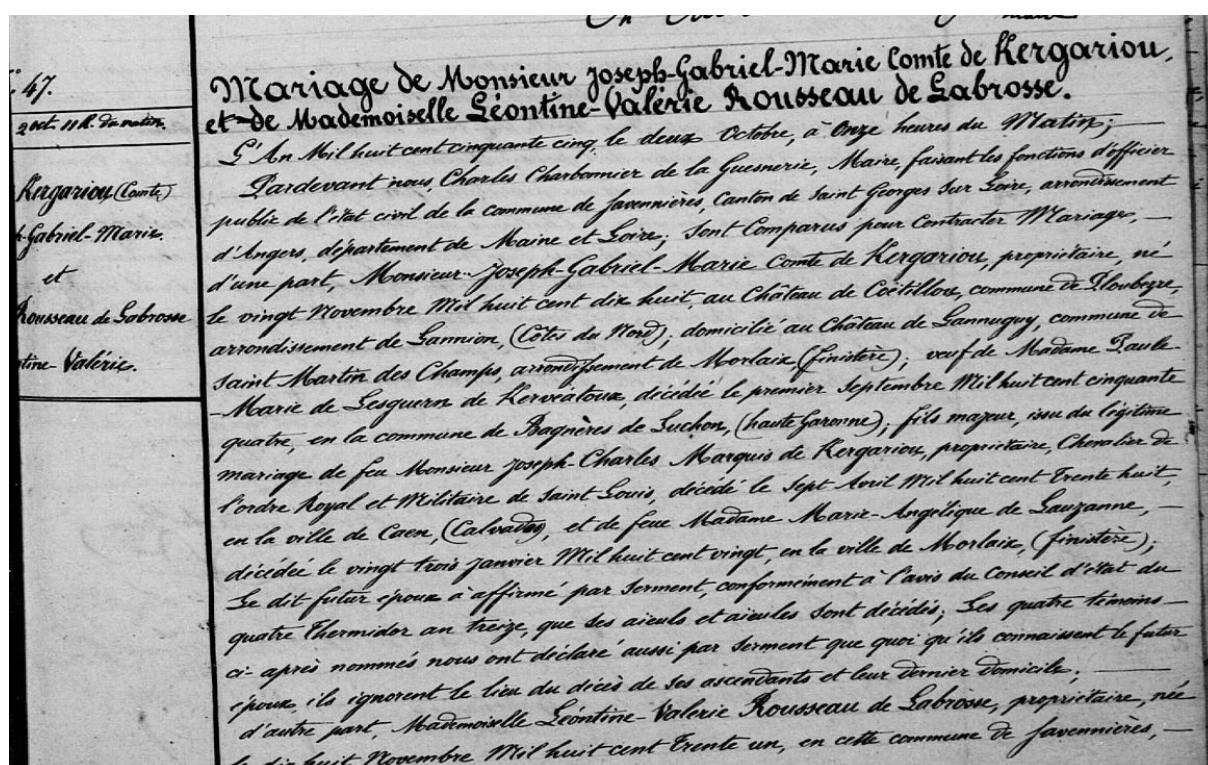 47.
2 oct. 11 h. du matin.
Kergariou (Comte)
Gabriel-Marie.
et
Rousseau de Labrosse
tine-Valérie.
Mariage de Monsieur Joseph-Gabriel-Marie Comte de Kergariou,
et de Mademoiselle Léontine-Valérie Rousseau de Labrosse.
L'An Mil huit cent cinquante cinq, le deux Octobre, à Onze heures du Matin;
Pardevant nous, Charles Charbonnier de la Guesnerie, Maire, faisant les fonctions d'officier
public de l'état civil de la commune de Savennières, Canton de Saint Georges Sur Loire, arrondissement
d'Angers, département de Maine et Loire; sont Comparus pour Contracter Mariage, —
d'une part, Monsieur Joseph-Gabriel-Marie Comte de Kergariou, propriétaire, né
le vingt Novembre Mil huit cent dix huit, au Château de Coëtilliou, commune de Ploubezre,
arrondissement de Lannion, (Côtes du Nord); domicilié au Château de Lannuguy, commune de
Saint Martin des Champs, arrondissement de Morlaix, (finistère); veuf de Madame Paule-
-Marie de Lesguern de Kervéatoux, décédée le premier Septembre Mil huit cent cinquante
quatre, en la commune de Bagnères de Luchon, (haute Garonne); fils majeur, issu du légitime
mariage de feu Monsieur Joseph-Charles Marquis de Kergariou, propriétaire, Chevalier de
l'ordre Royal et Militaire de Saint Louis, décédé le Sept Avril Mil huit cent Trente huit,
en la ville de Caen, (Calvados), et de feue Madame Marie-Angélique de Lauzanne, —
décédée le vingt trois Janvier Mil huit cent vingt, en la ville de Morlaix, (finistère);
Le dit futur époux a affirmé par Serment, conformément à l'avis du Conseil d'état du
quatre Thermidor an treize, que ses aïeuls et aïeules sont décédés; Les quatre témoins —
ci-après nommés nous ont déclaré aussi par Serment que quoi qu'ils connaissent le futur
époux ils ignorent le lieu du décès de ses ascendants et leur dernier domicile; —
d'autre part, Mademoiselle Léontine-Valerie Rousseau de Labrosse, propriétaire, née
le dix huit Novembre Mil huit cent Trente un, en cette commune de Savennières, —